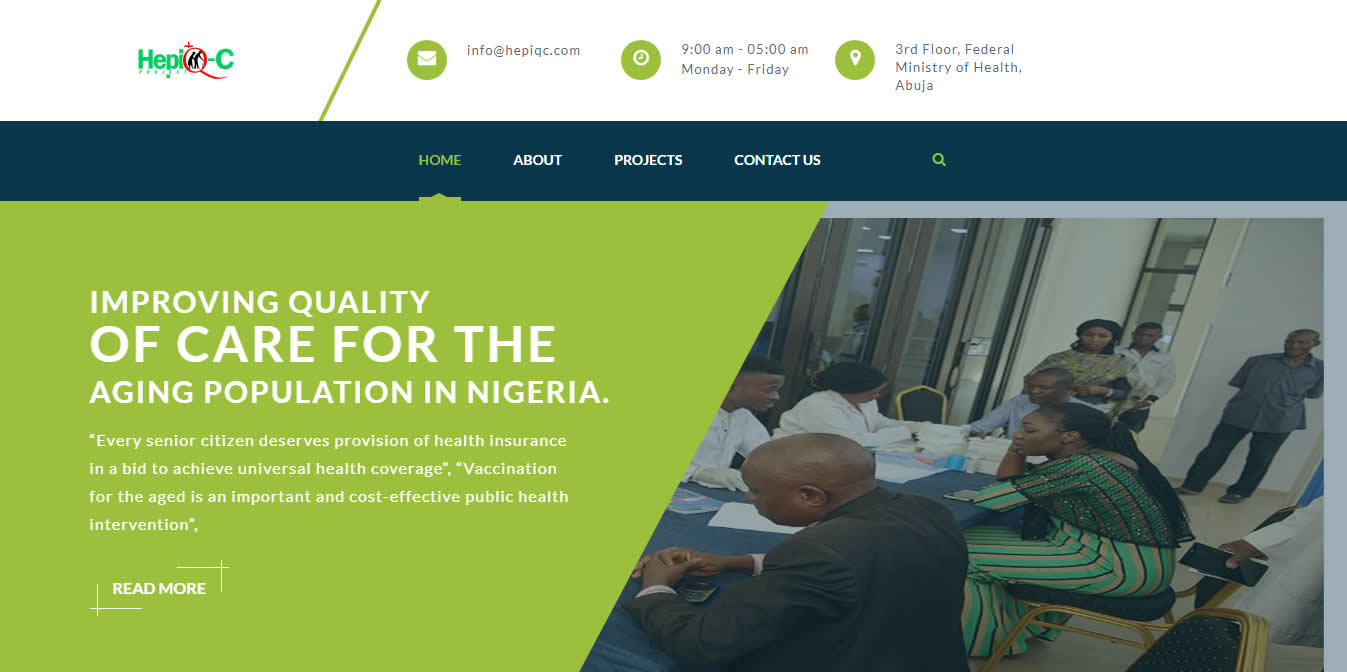 HepiQ-C
PROJECT
info@hepiqc.com
9:00 am - 05:00 am
Monday - Friday
3rd Floor, Federal
Ministry of Health,
Abuja
HOME
ABOUT
PROJECTS
CONTACT US
IMPROVING QUALITY
OF CARE FOR THE
AGING POPULATION IN NIGERIA.
“Every senior citizen deserves provision of health insurance
in a bid to achieve universal health coverage”, “Vaccination
for the aged is an important and cost-effective public health
intervention”,
READ MORE